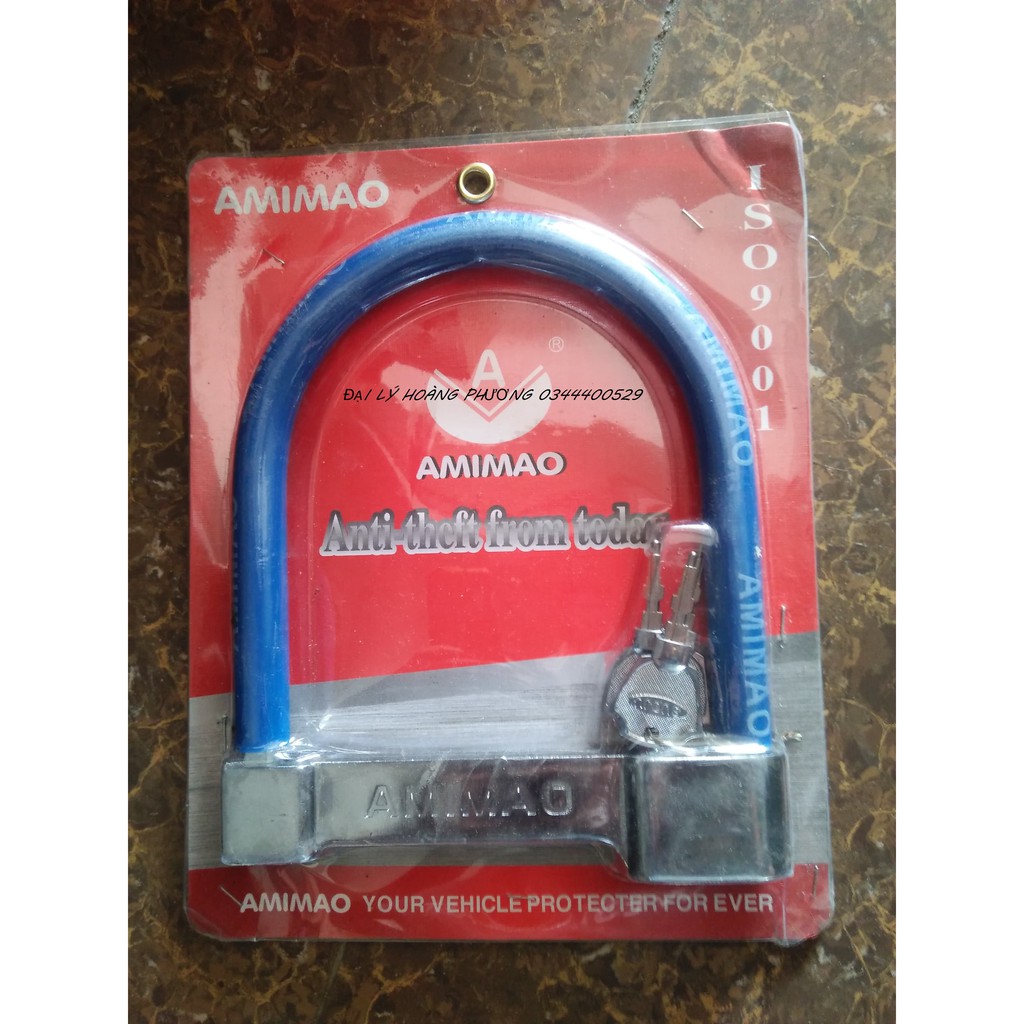 AMIMAO
ISO9001
A
®
ĐẠI LÝ HOÀNG PHƯƠNG 0344400529
AMIMAO
Anti-theft from today
AMIMAO
AMIMAO
AMIMAO
AMIMAO YOUR VEHICLE PROTECTER FOR EVER